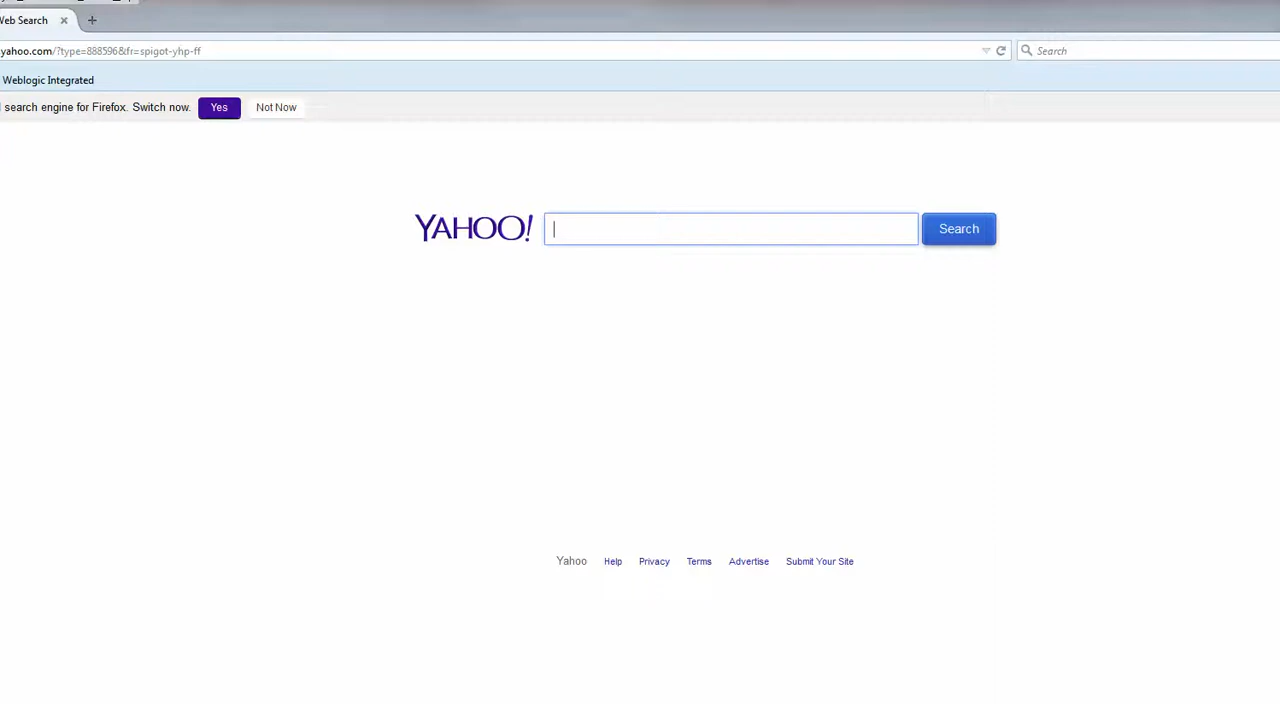 Web Search
yahoo.com/?type=888596&fr=spigot-yhp-ff
Search
Weblogic Integrated
search engine for Firefox. Switch now. Yes Not Now
YAHOO! Search
Yahoo Help Privacy Terms Advertise Submit Your Site